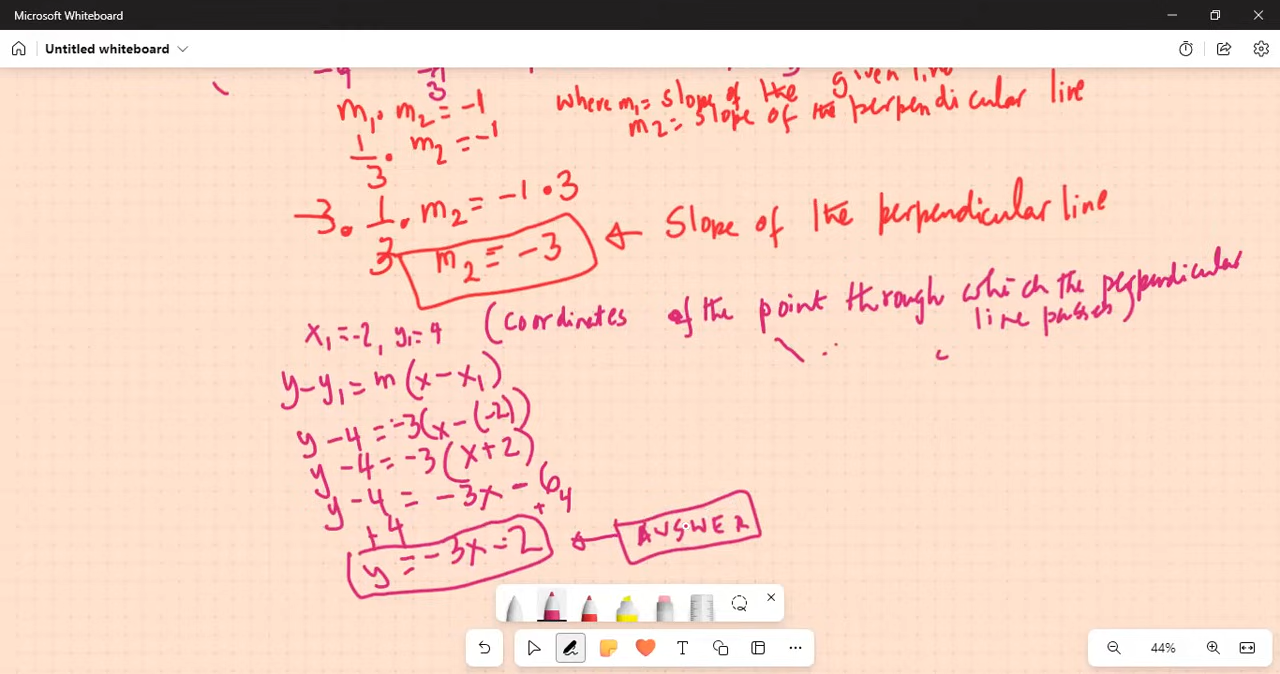 Microsoft Whiteboard
Untitled whiteboard
-9
3
m₁ · m₂ = -1 where m₁ = slope of the given line
m₂ = slope of the perpendicular line
1/3 · m₂ = -1
3 · 1/3 · m₂ = -1 · 3
m₂ = -3 Slope of the perpendicular line
x₁ = -2, y₁ = 4 (coordinates of the point through which the perpendicular
line passes)
y - y₁ = m(x - x₁)
y - 4 = -3(x - (-2))
y - 4 = -3(x + 2)
y - 4 = -3x - 6
+ 4 + 4
y = -3x - 2 ANSWER
44%